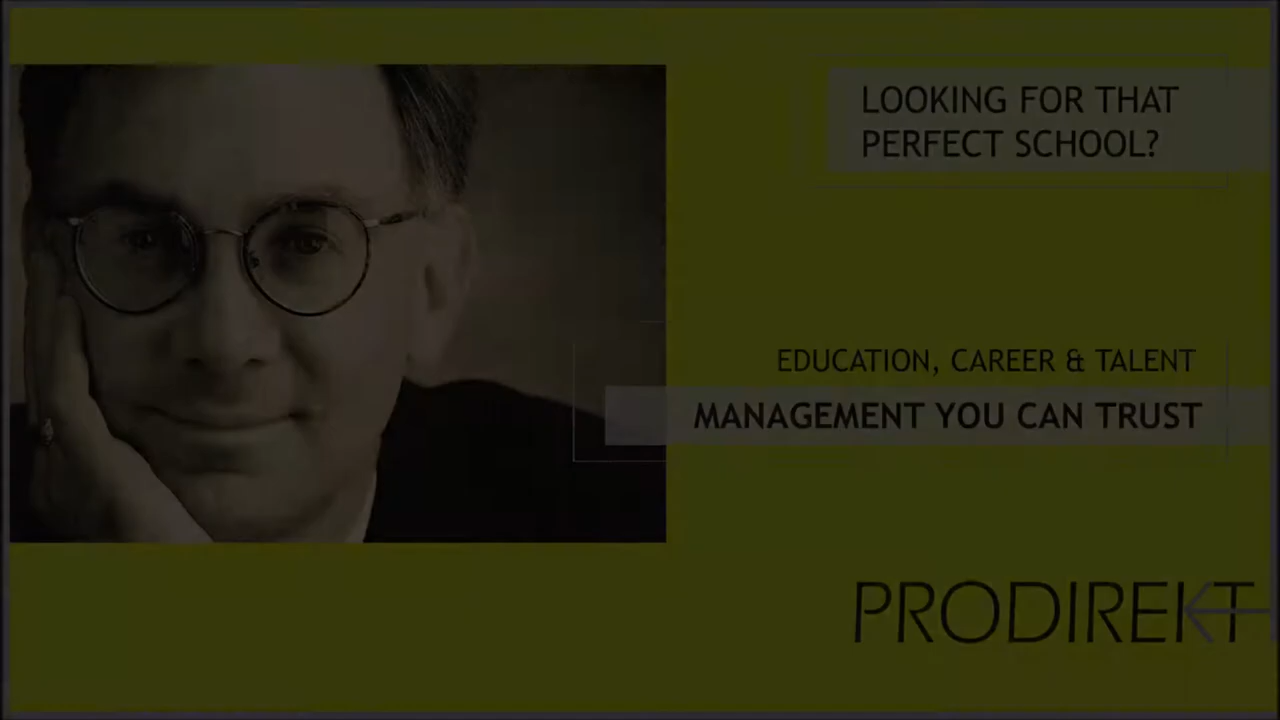 LOOKING FOR THAT
PERFECT SCHOOL?
EDUCATION, CAREER & TALENT
MANAGEMENT YOU CAN TRUST
PRODIREKT